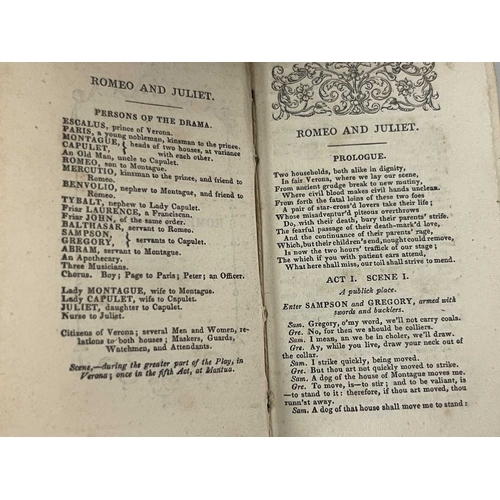 ROMEO AND JULIET.
PERSONS OF THE DRAMA.
ESCALUS, prince of Verona.
PARIS, a young nobleman, kinsman to the prince.
MONTAGUE, } heads of two houses, at variance
CAPULET, } with each other.
An Old Man, uncle to Capulet.
ROMEO, son to Montague.
MERCUTIO, kinsman to the prince, and friend to
Romeo.
BENVOLIO, nephew to Montague, and friend to
Romeo.
TYBALT, nephew to Lady Capulet.
Friar LAURENCE, a Franciscan.
Friar JOHN, of the same order.
BALTHASAR, servant to Romeo.
SAMPSON, } servants to Capulet.
GREGORY, }
ABRAM, servant to Montague.
An Apothecary.
Three Musicians.
Chorus. Boy; Page to Paris; Peter; an Officer.
Lady MONTAGUE, wife to Montague.
Lady CAPULET, wife to Capulet.
JULIET, daughter to Capulet.
Nurse to Juliet.
Citizens of Verona; several Men and Women, re-
lations to both houses; Maskers, Guards,
Watchmen, and Attendants.
Scene,—during the greater part of the Play, in
Verona; once in the fifth Act, at Mantua.
ROMEO AND JULIET.
PROLOGUE.
Two households, both alike in dignity,
In fair Verona, where we lay our scene,
From ancient grudge break to new mutiny,
Where civil blood makes civil hands unclean.
From forth the fatal loins of these two foes
A pair of star-cross'd lovers take their life;
Whose misadventur'd piteous overthrows
Do, with their death, bury their parents' strife.
The fearful passage of their death-mark'd love,
And the continuance of their parents' rage,
Which, but their children's end, nought could remove,
Is now the two hours' traffick of our stage;
The which if you with patient ears attend,
What here shall miss, our toil shall strive to mend.
ACT I. SCENE I.
A publick place.
Enter SAMPSON and GREGORY, armed with
swords and bucklers.
Sam. Gregory, o'my word, we'll not carry coals.
Gre. No, for then we should be colliers.
Sam. I mean, an we be in choler, we'll draw.
Gre. Ay, while you live, draw your neck out of
the collar.
Sam. I strike quickly, being moved.
Gre. But thou art not quickly moved to strike.
Sam. A dog of the house of Montague moves me.
Gre. To move, is—to stir; and to be valiant, is
—to stand to it: therefore, if thou art moved, thou
runn'st away.
Sam. A dog of that house shall move me to stand: